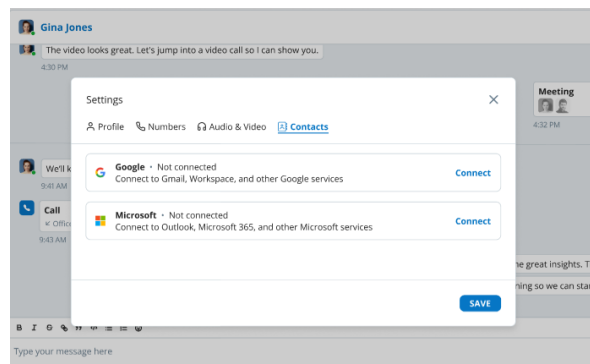 Gina Jones
The video looks great. Let's jump into a video call so I can show you.
4:30 PM
Meeting
4:32 PM
Settings
Profile Numbers Audio & Video Contacts
Google · Not connected
Connect to Gmail, Workspace, and other Google services
Connect
Microsoft · Not connected
Connect to Outlook, Microsoft 365, and other Microsoft services
Connect
SAVE
We'll k
9:41 AM
Call
Offic
9:43 AM
he great insights. T
ning so we can star
B I S
Type your message here